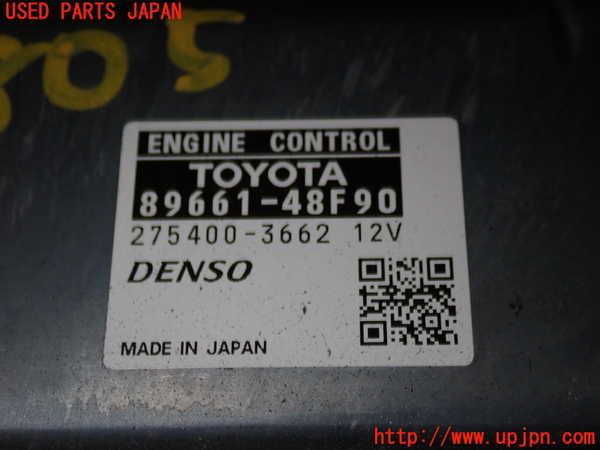 USED PARTS JAPAN
805
ENGINE CONTROL
TOYOTA
89661-48F90
275400-3662 12V
DENSO
MADE IN JAPAN
http://www.upjpn.com